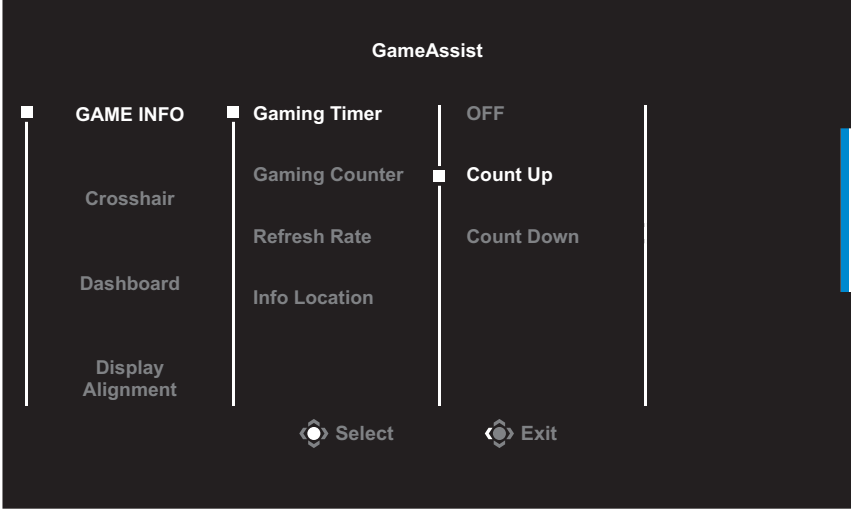 GameAssist
GAME INFO
Crosshair
Dashboard
Display
Alignment
Gaming Timer
Gaming Counter
Refresh Rate
Info Location
OFF
Count Up
Count Down
Select
Exit